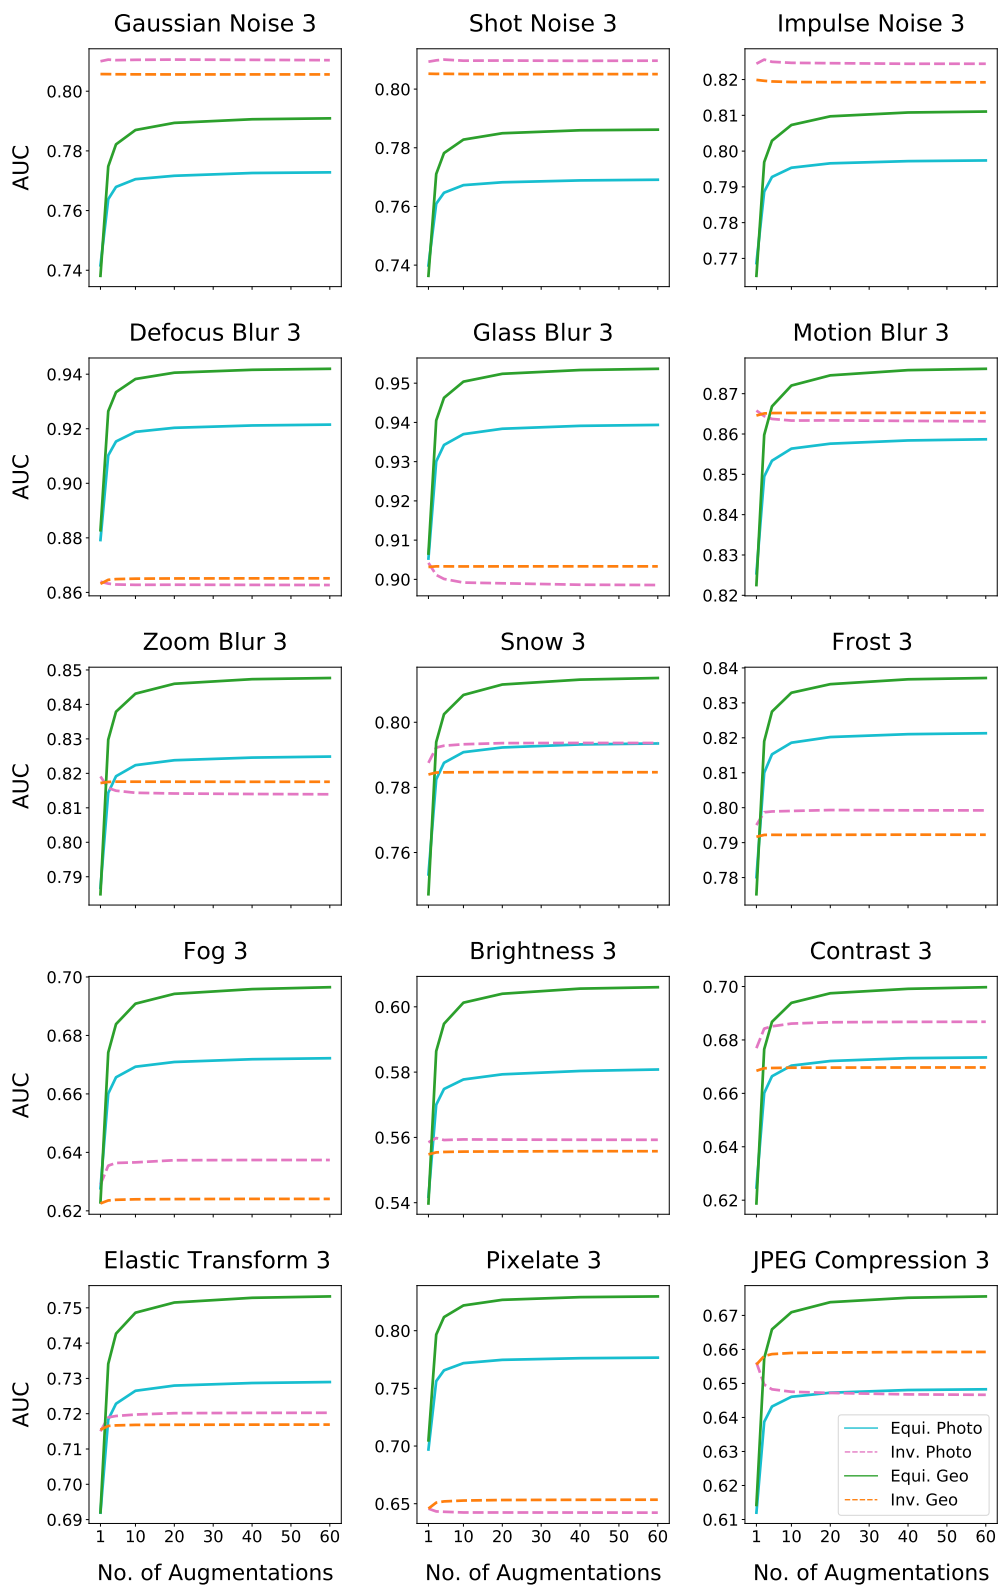 Gaussian Noise 3
Shot Noise 3
Impulse Noise 3
AUC
0.80
0.78
0.76
0.74
0.80
0.78
0.76
0.74
0.82
0.81
0.80
0.79
0.78
0.77
Defocus Blur 3
Glass Blur 3
Motion Blur 3
AUC
0.94
0.92
0.90
0.88
0.86
0.95
0.94
0.93
0.92
0.91
0.90
0.87
0.86
0.85
0.84
0.83
0.82
Zoom Blur 3
Snow 3
Frost 3
AUC
0.85
0.84
0.83
0.82
0.81
0.80
0.79
0.80
0.78
0.76
0.84
0.83
0.82
0.81
0.80
0.79
0.78
Fog 3
Brightness 3
Contrast 3
AUC
0.70
0.68
0.66
0.64
0.62
0.60
0.58
0.56
0.54
0.70
0.68
0.66
0.64
0.62
Elastic Transform 3
Pixelate 3
JPEG Compression 3
AUC
0.75
0.74
0.73
0.72
0.71
0.70
0.69
0.80
0.75
0.70
0.65
0.67
0.66
0.65
0.64
0.63
0.62
0.61
Equi. Photo
Inv. Photo
Equi. Geo
Inv. Geo
1 10 20 30 40 50 60
1 10 20 30 40 50 60
1 10 20 30 40 50 60
No. of Augmentations
No. of Augmentations
No. of Augmentations